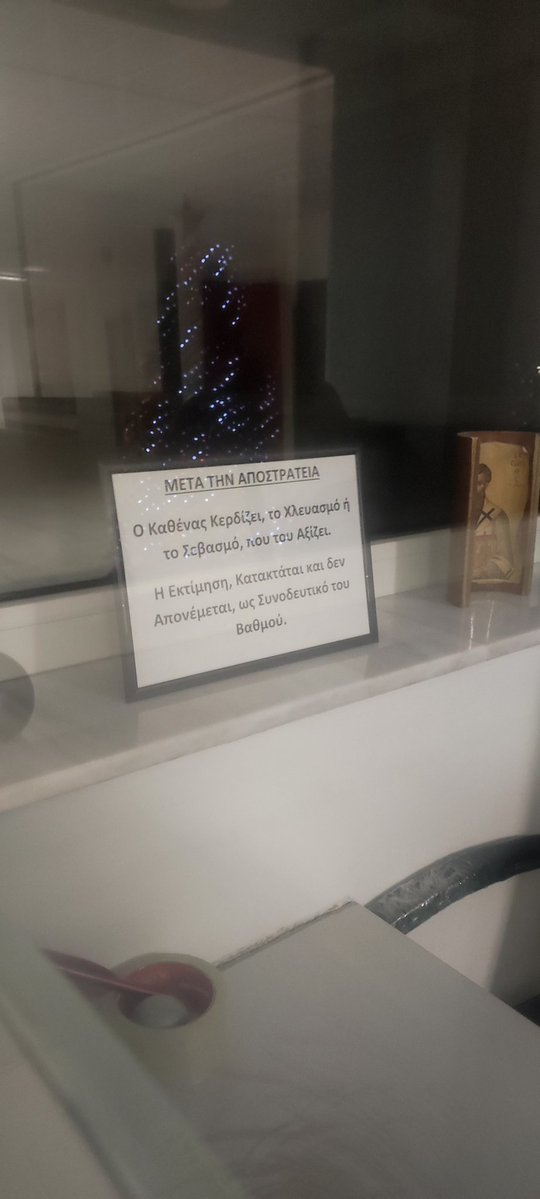 ΜΕΤΑ ΤΗΝ ΑΠΟΣΤΡΑΤΕΙΑ
Ο Καθένας Κερδίζει, το Χλευασμό ή
το Σεβασμό, που του Αξίζει.
Η Εκτίμηση, Κατακτάται και δεν
Απονέμεται, ως Συνοδευτικό του
Βαθμού.